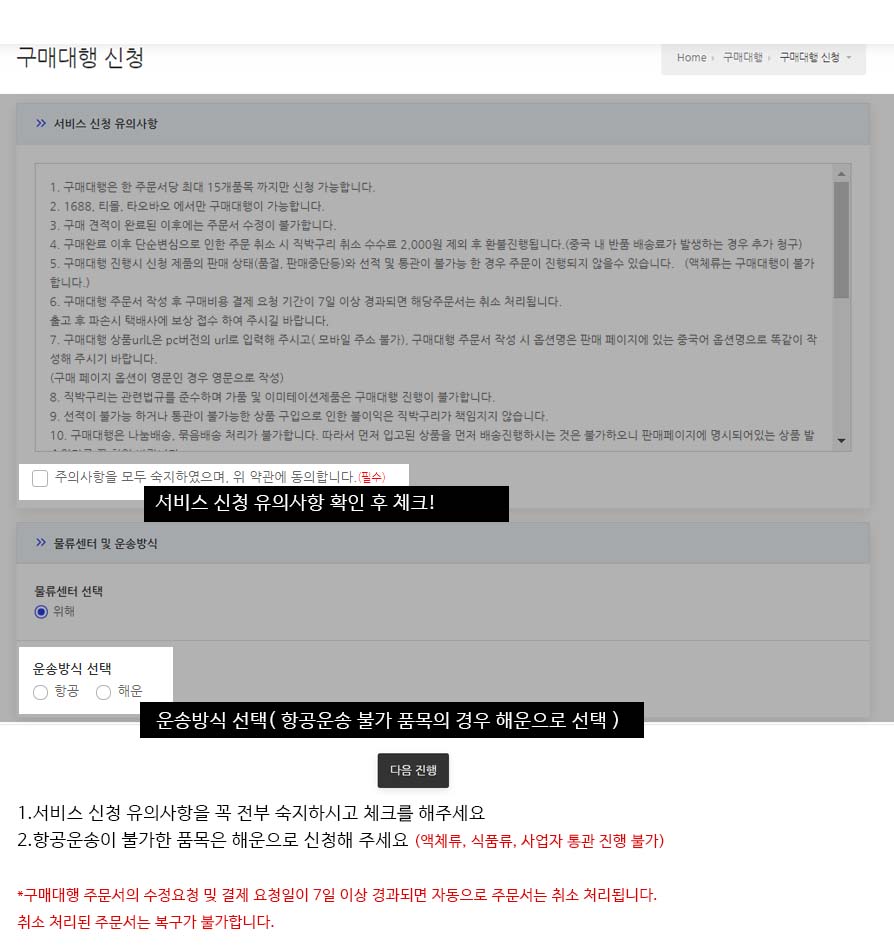 구매대행 신청
Home › 구매대행 › 구매대행 신청
» 서비스 신청 유의사항
1. 구매대행은 한 주문서당 최대 15개품목 까지만 신청 가능합니다.
2. 1688, 티몰, 타오바오 에서만 구매대행이 가능합니다.
3. 구매 견적이 완료된 이후에는 주문서 수정이 불가합니다.
4. 구매완료 이후 단순변심으로 인한 주문 취소 시 직박구리 취소 수수료 2,000원 제외 후 환불진행됩니다.(중국 내 반품 배송료가 발생하는 경우 추가 청구)
5. 구매대행 진행시 신청 제품의 판매 상태(품절, 판매중단등)와 선적 및 통관이 불가능 한 경우 주문이 진행되지 않을수 있습니다. (액체류는 구매대행이 불가
합니다.)
6. 구매대행 주문서 작성 후 구매비용 결제 요청 기간이 7일 이상 경과되면 해당주문서는 취소 처리됩니다.
출고 후 파손시 택배사에 보상 접수 하여 주시길 바랍니다.
7. 구매대행 상품urlL은 pc버전의 url로 입력해 주시고( 모바일 주소 불가), 구매대행 주문서 작성 시 옵션명은 판매 페이지에 있는 중국어 옵션명으로 똑같이 작
성해 주시기 바랍니다.
(구매 페이지 옵션이 영문인 경우 영문으로 작성)
8. 직박구리는 관련법규를 준수하며 가품 및 이미테이션제품은 구매대행 진행이 불가합니다.
9. 선적이 불가능 하거나 통관이 불가능한 상품 구입으로 인한 불이익은 직박구리가 책임지지 않습니다.
10. 구매대행은 나눔배송, 묶음배송 처리가 불가합니다. 따라서 먼저 입고된 상품을 먼저 배송진행하시는 것은 불가하오니 판매페이지에 명시되어있는 상품 발
주의사항을 모두 숙지하였으며, 위 약관에 동의합니다.(필수)
서비스 신청 유의사항 확인 후 체크!
» 물류센터 및 운송방식
물류센터 선택
위해
운송방식 선택
항공 해운
운송방식 선택( 항공운송 불가 품목의 경우 해운으로 선택 )
다음 진행
1.서비스 신청 유의사항을 꼭 전부 숙지하시고 체크를 해주세요
2.항공운송이 불가한 품목은 해운으로 신청해 주세요 (액체류, 식품류, 사업자 통관 진행 불가)
*구매대행 주문서의 수정요청 및 결제 요청일이 7일 이상 경과되면 자동으로 주문서는 취소 처리됩니다.
취소 처리된 주문서는 복구가 불가합니다.